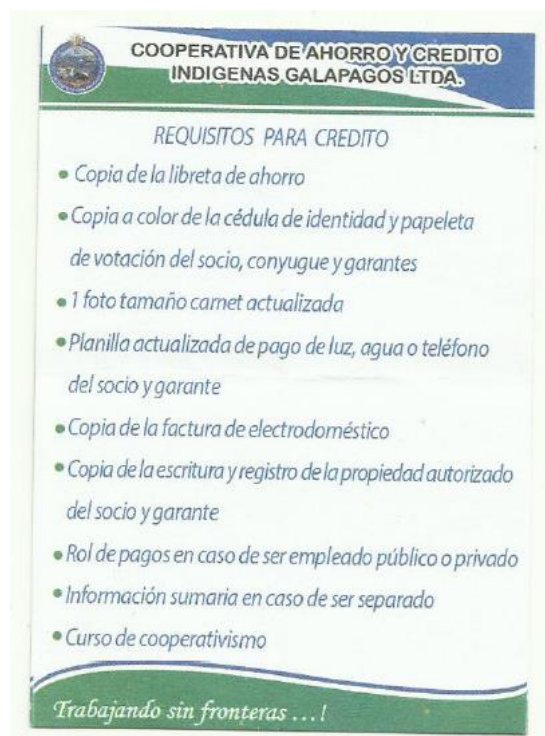 COOPERATIVA DE AHORRO Y CREDITO
INDIGENAS GALAPAGOS LTDA.
REQUISITOS PARA CREDITO
• Copia de la libreta de ahorro
• Copia a color de la cédula de identidad y papeleta
de votación del socio, conyugue y garantes
• 1 foto tamaño carnet actualizada
• Planilla actualizada de pago de luz, agua o teléfono
del socio y garante
• Copia de la factura de electrodoméstico
• Copia de la escritura y registro de la propiedad autorizado
del socio y garante
• Rol de pagos en caso de ser empleado público o privado
• Información sumaria en caso de ser separado
• Curso de cooperativismo
Trabajando sin fronteras ...!